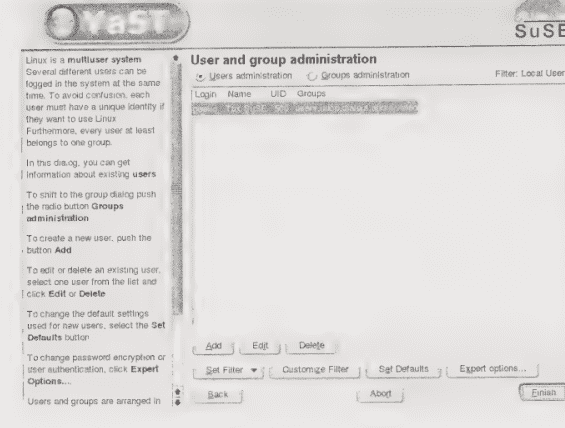 YaST
SuSE
Linux is a multiuser system
Several different users can be
logged in the system at the same
time. To avoid confusion, each
user must have a unique identity if
they want to use Linux
Furthermore, every user at least
belongs to one group.
In this dialog, you can get
information about existing users
To shift to the group dialog push
the radio button Groups
administration
To create a new user, push the
button Add
To edit or delete an existing user,
select one user from the list and
click Edit or Delete
To change the default settings
used for new users, select the Set
Defaults button
To change password encryption or
user authentication, click Expert
Options....
Users and groups are arranged in
User and group administration
Users administration Groups administration Filter: Local User
Login Name UID Groups
Add Edit Delete
Set Filter Customize Filter Set Defaults Expert options...
Back Abort Finish